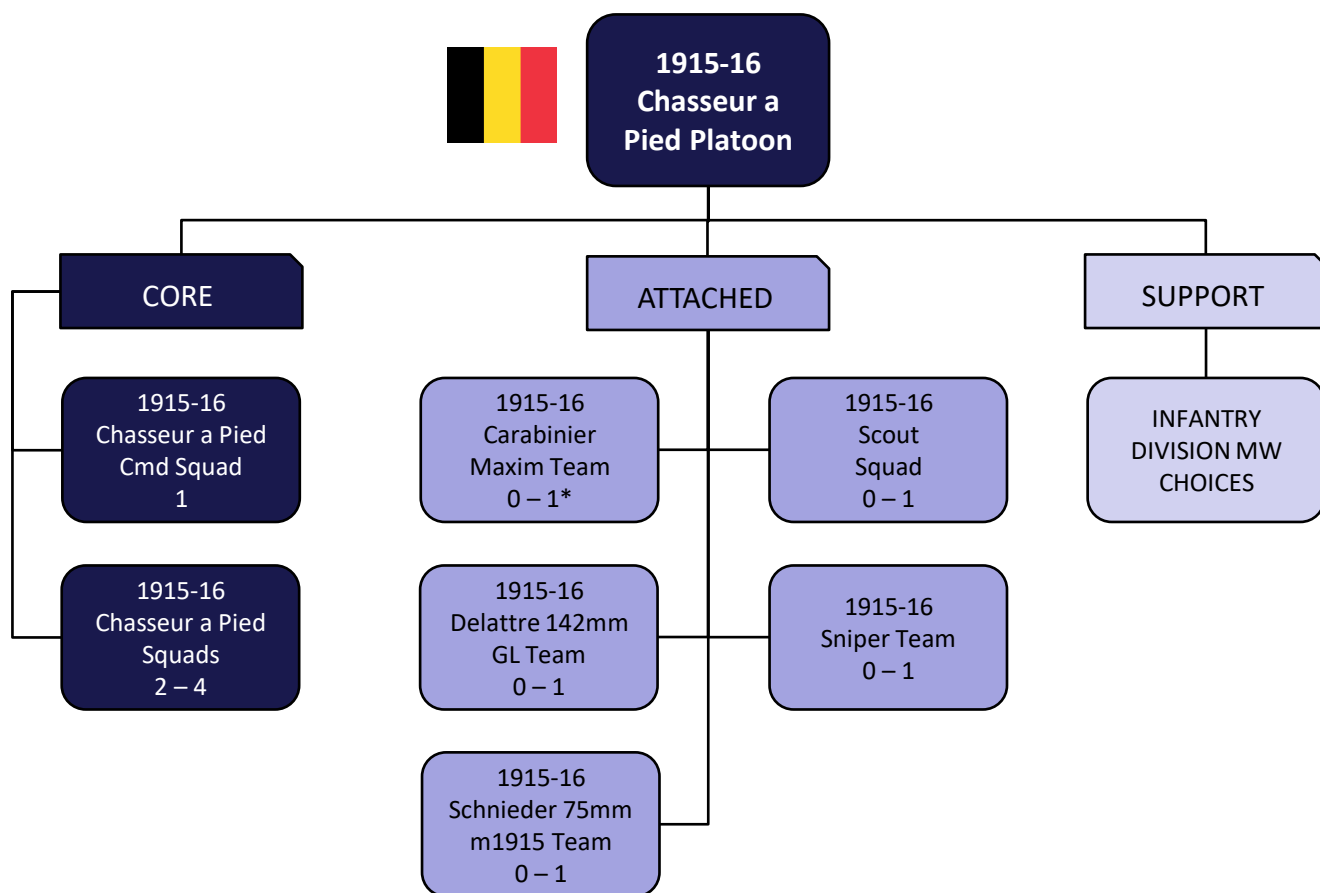 1915-16
Chasseur a
Pied Platoon
CORE
ATTACHED
SUPPORT
1915-16
Chasseur a Pied
Cmd Squad
1
1915-16
Chasseur a Pied
Squads
2 – 4
1915-16
Carabinier
Maxim Team
0 – 1*
1915-16
Scout
Squad
0 – 1
1915-16
Delattre 142mm
GL Team
0 – 1
1915-16
Sniper Team
0 – 1
1915-16
Schnieder 75mm
m1915 Team
0 – 1
INFANTRY
DIVISION MW
CHOICES